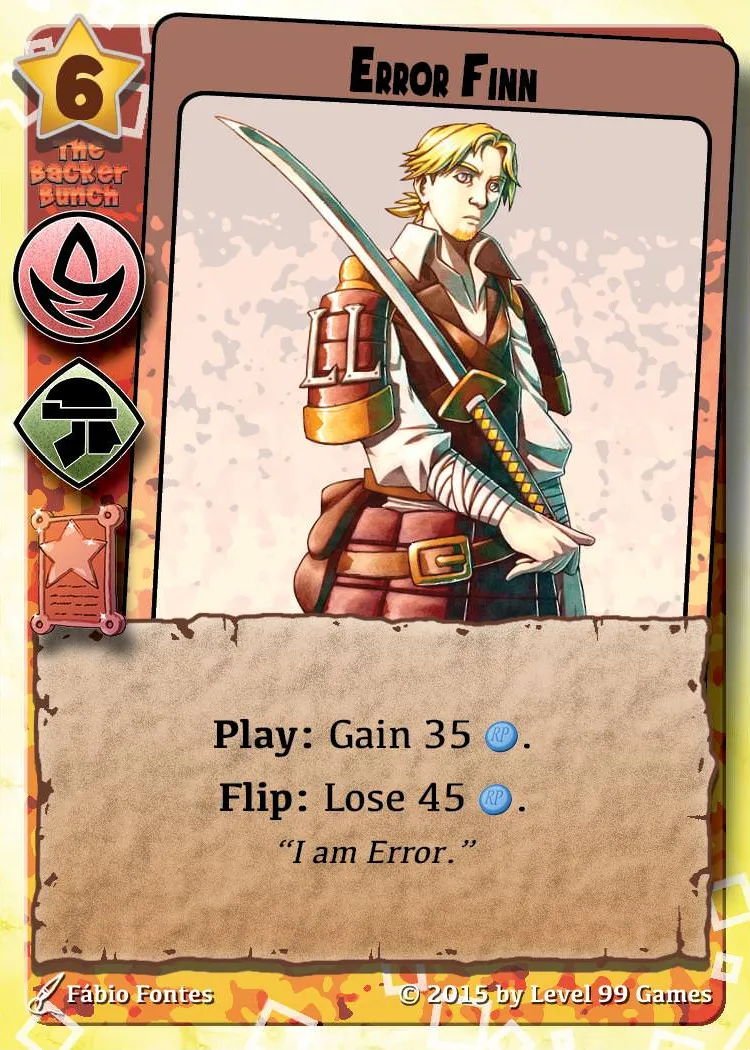 6
Error Finn
The
Backer
Bunch
LL
Play: Gain 35 RP.
Flip: Lose 45 RP.
“I am Error.”
Fábio Fontes
© 2015 by Level 99 Games